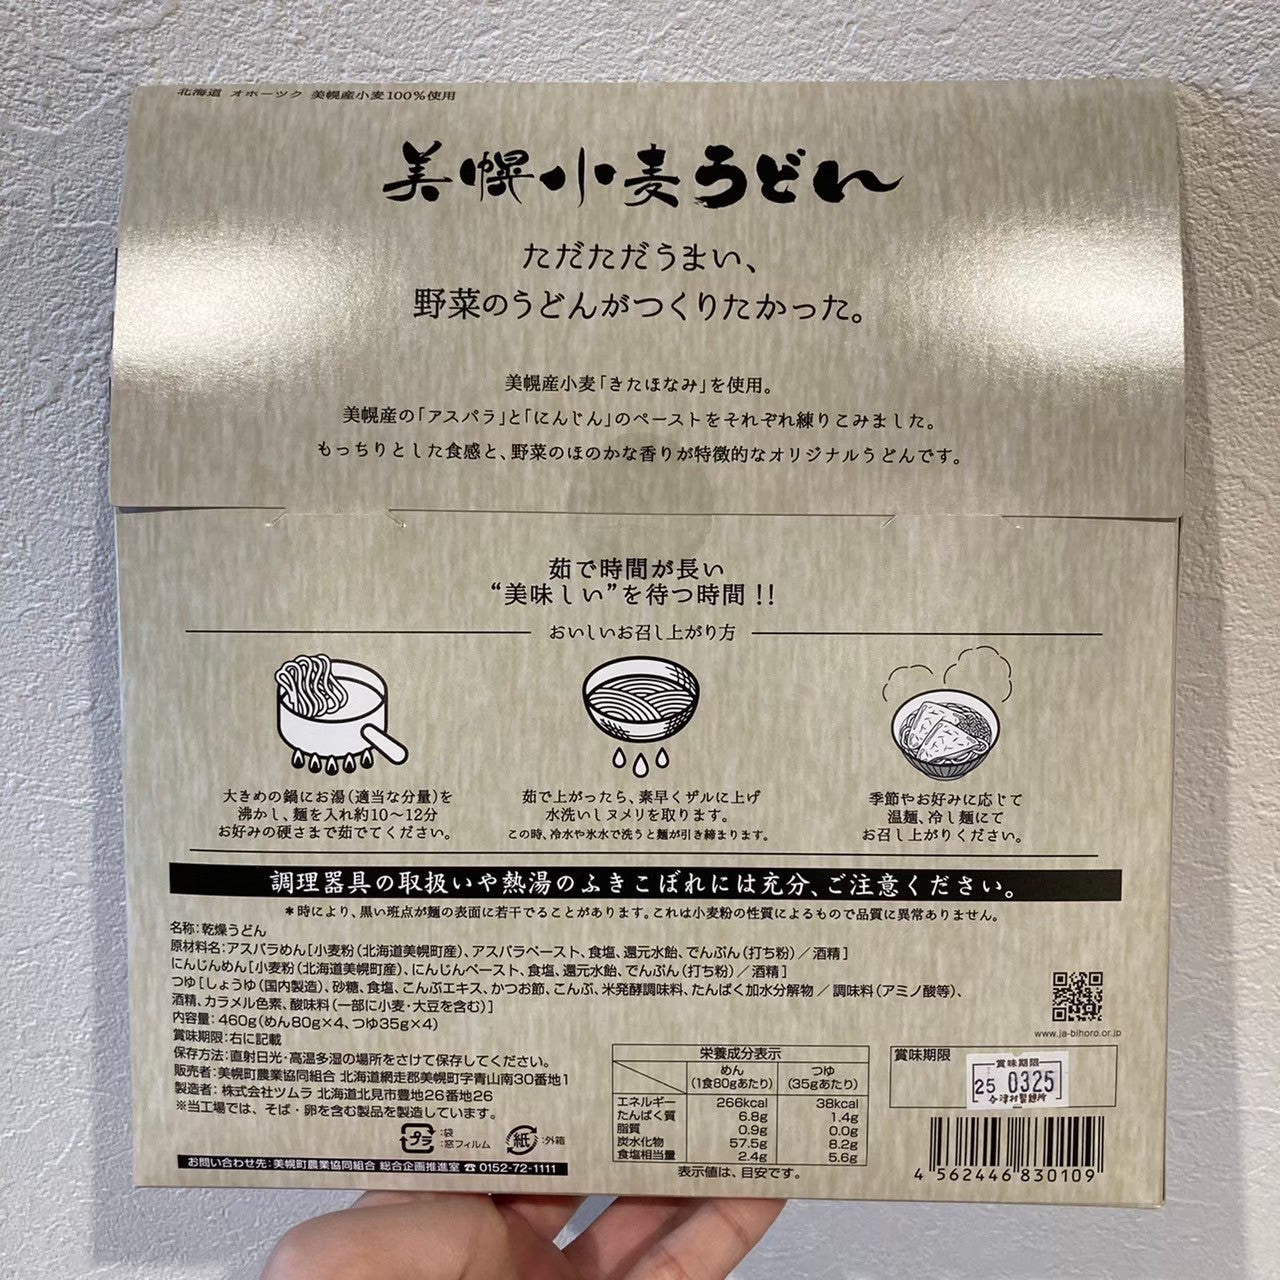 北海道 オホーツク 美幌産小麦100%使用
美幌小麦うどん
ただただうまい、
野菜のうどんがつくりたかった。
美幌産小麦「きたほなみ」を使用。
美幌産の「アスパラ」と「にんじん」のペーストをそれぞれ練りこみました。
もっちりとした食感と、野菜のほのかな香りが特徴的なオリジナルうどんです。
茹で時間が長い
“美味しい”を待つ時間!!
おいしいお召し上がり方
大きめの鍋にお湯(適当な分量)を
沸かし、麺を入れ約10〜12分
お好みの硬さまで茹でてください。
茹で上がったら、素早くザルに上げ
水洗いしヌメリを取ります。
この時、冷水や氷水で洗うと麺が引き締まります。
季節やお好みに応じて
温麺、冷し麺にて
お召し上がりください。
調理器具の取扱いや熱湯のふきこぼれには充分、ご注意ください。
*時により、黒い斑点が麺の表面に若干でることがあります。これは小麦粉の性質によるもので品質に異常ありません。
名称:乾燥うどん
原材料名:アスパラめん[小麦粉(北海道美幌町産)、アスパラペースト、食塩、還元水飴、でんぷん(打ち粉)/酒精]
にんじんめん[小麦粉(北海道美幌町産)、にんじんペースト、食塩、還元水飴、でんぷん(打ち粉)/酒精]
つゆ[しょうゆ(国内製造)、砂糖、食塩、こんぶエキス、かつお節、こんぶ、米発酵調味料、たんぱく加水分解物/調味料(アミノ酸等)、
酒精、カラメル色素、酸味料(一部に小麦・大豆を含む)]
内容量:460g(めん80g×4、つゆ35g×4)
賞味期限:右に記載
保存方法:直射日光・高温多湿の場所をさけて保存してください。
販売者:美幌町農業協同組合 北海道網走郡美幌町字青山南30番地1
製造者:株式会社ツムラ 北海道北見市豊地26番地26
※当工場では、そば・卵を含む製品を製造しています。
プラ :袋
:窓フィルム
紙 :外箱
お問い合わせ先:美幌町農業協同組合 総合企画推進室 ☎0152-72-1111
栄養成分表示
めん つゆ
(1食80gあたり) (35gあたり)
エネルギー 266kcal 38kcal
たんぱく質 6.8g 1.4g
脂質 0.9g 0.0g
炭水化物 57.5g 8.2g
食塩相当量 2.4g 5.6g
表示値は、目安です。
www.ja-bihoro.or.jp
賞味期限
賞味期限
25 0325
津村製麺所
4 562446 830109